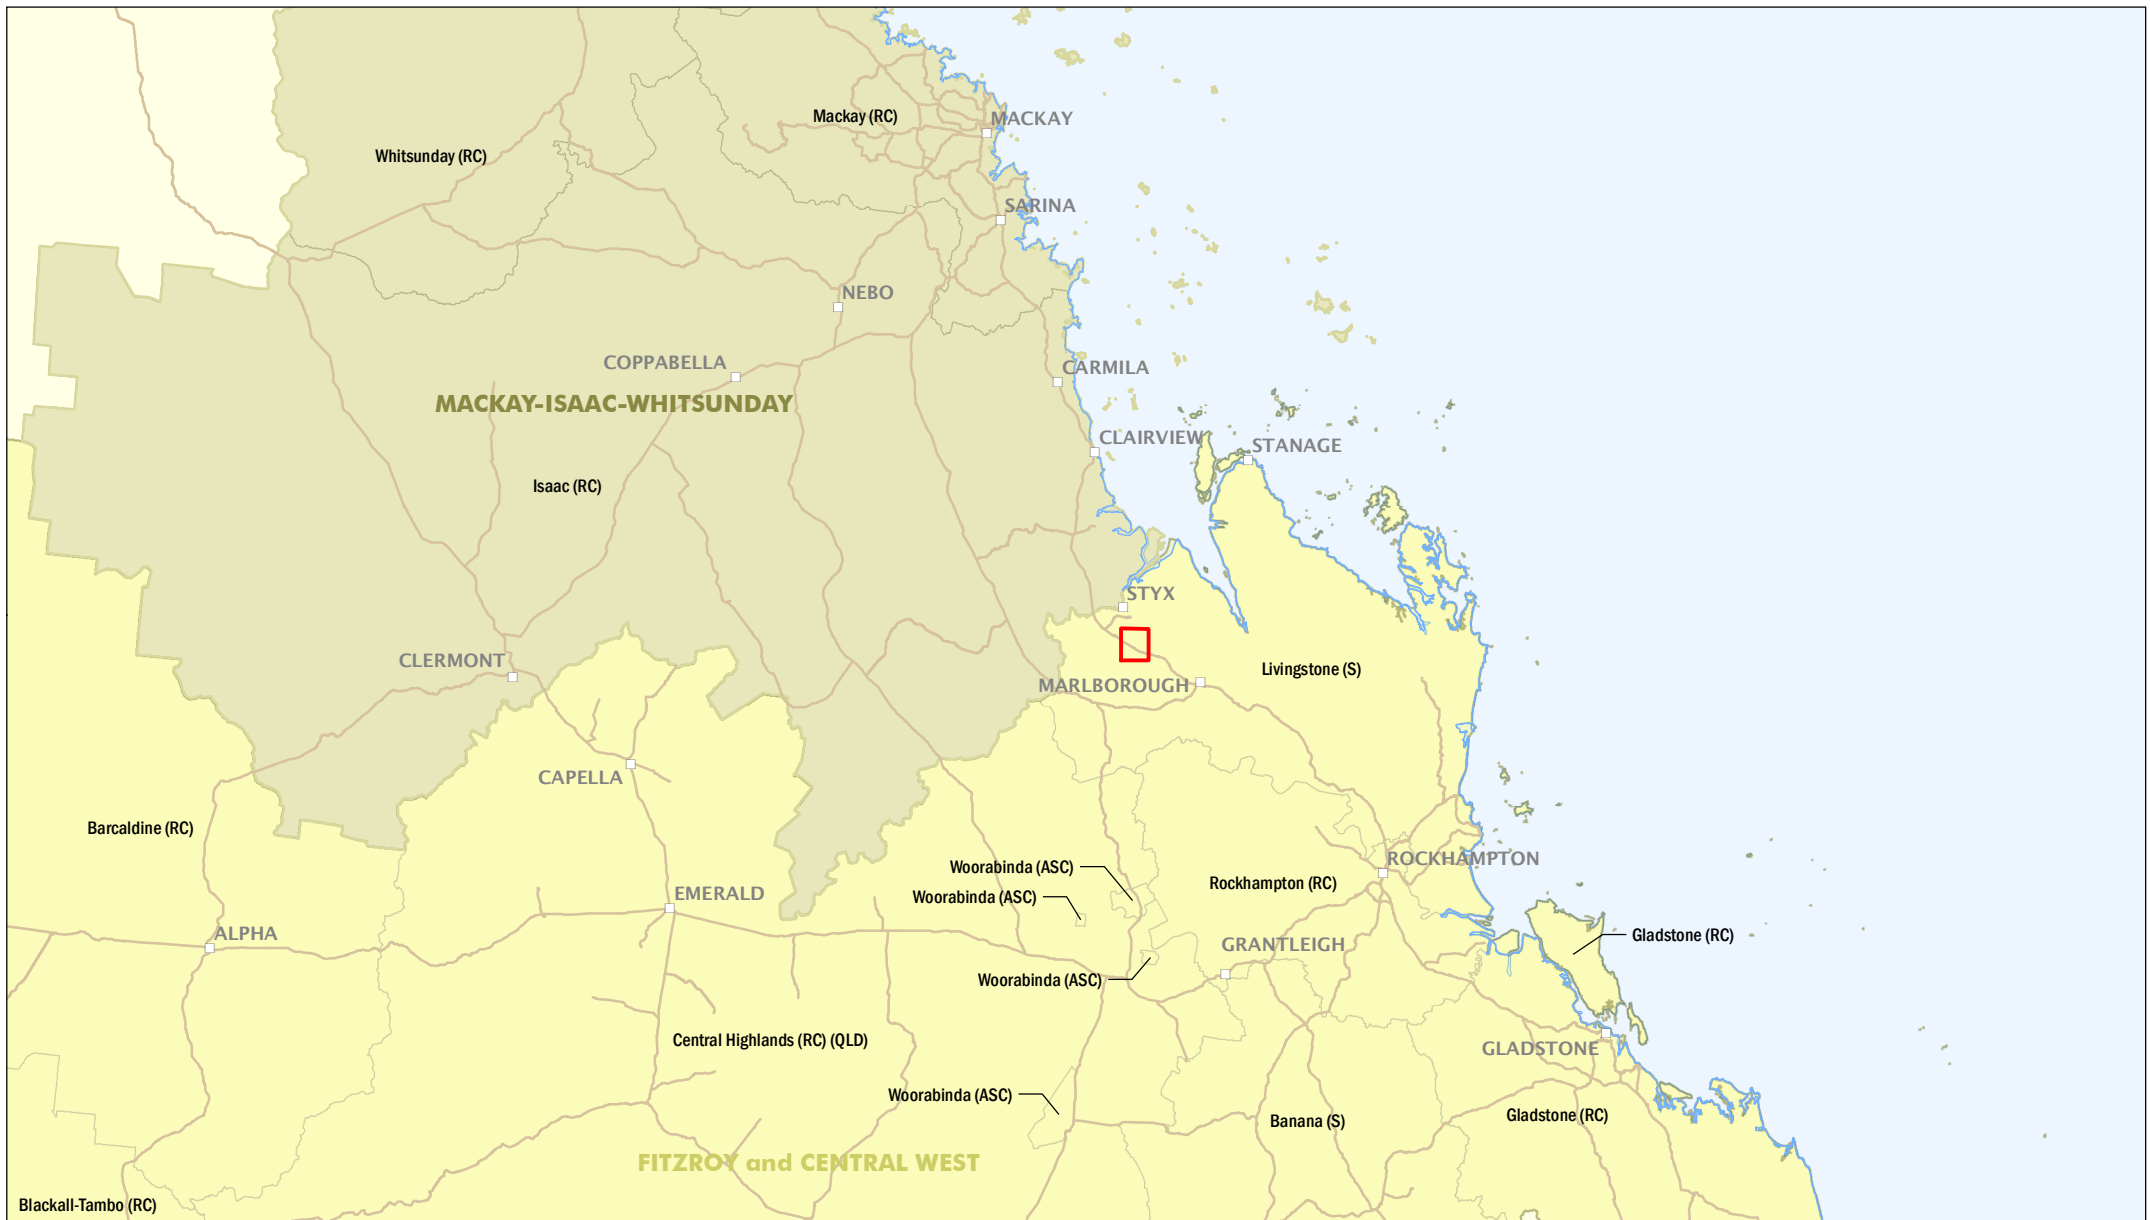 Mackay (RC)
MACKAY
Whitsunday (RC)
SARINA
NEBO
COPPABELLA
CARMILA
MACKAY-ISAAC-WHITSUNDAY
CLAIRVIEW
STANAGE
Isaac (RC)
STYX
CLERMONT
Livingstone (S)
MARLBOROUGH
CAPELLA
Barcaldine (RC)
ROCKHAMPTON
Woorabinda (ASC)
Rockhampton (RC)
EMERALD
Woorabinda (ASC)
ALPHA
Gladstone (RC)
GRANTLEIGH
Woorabinda (ASC)
Central Highlands (RC) (QLD)
GLADSTONE
Woorabinda (ASC)
Gladstone (RC)
Banana (S)
FITZROY and CENTRAL WEST
Blackall-Tambo (RC)